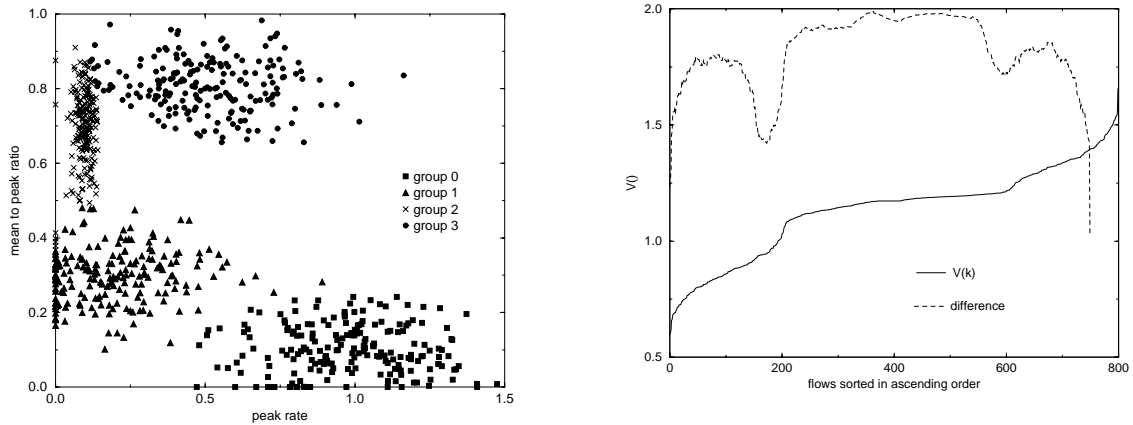 1.0
0.8
0.6
0.4
0.2
0.0
mean to peak ratio
group 0
group 1
group 2
group 3
0.0 0.5 1.0 1.5
peak rate
2.0
1.5
1.0
0.5
V()
V(k)
difference
0 200 400 600 800
flows sorted in ascending order